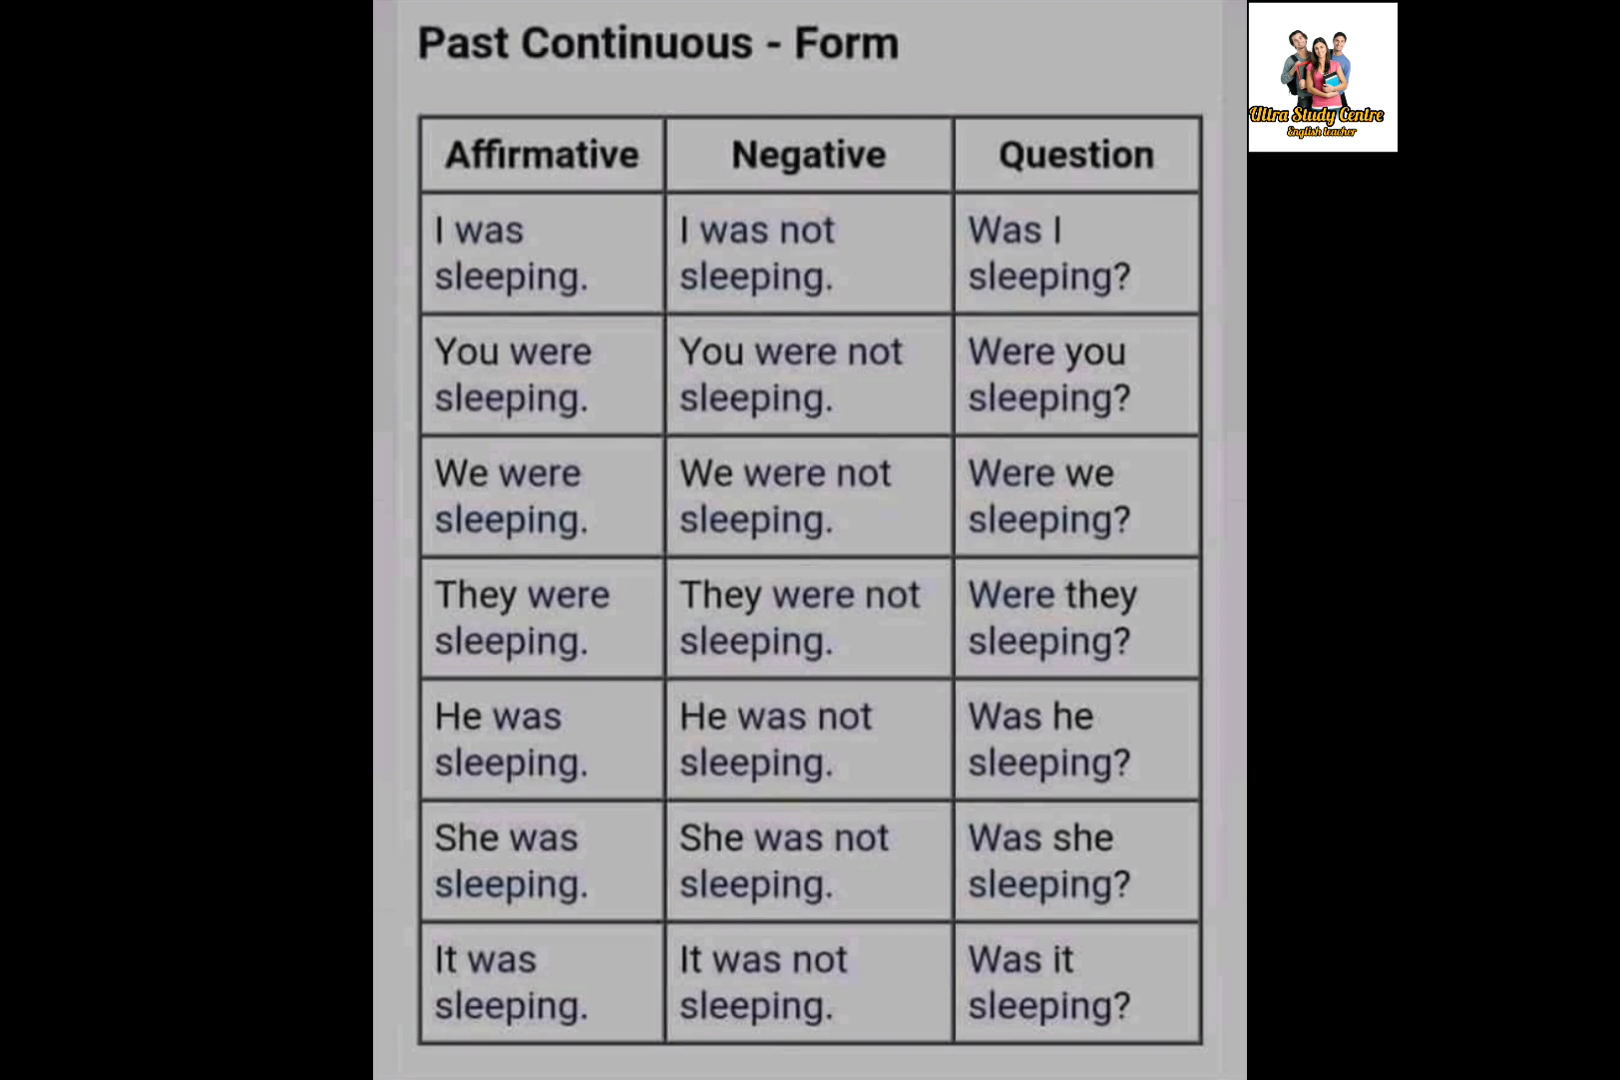 Past Continuous - Form
Affirmative Negative Question
I was I was not Was I
sleeping. sleeping. sleeping?
You were You were not Were you
sleeping. sleeping. sleeping?
We were We were not Were we
sleeping. sleeping. sleeping?
They were They were not Were they
sleeping. sleeping. sleeping?
He was He was not Was he
sleeping. sleeping. sleeping?
She was She was not Was she
sleeping. sleeping. sleeping?
It was It was not Was it
sleeping. sleeping. sleeping?
Ultra Study Centre
English teacher